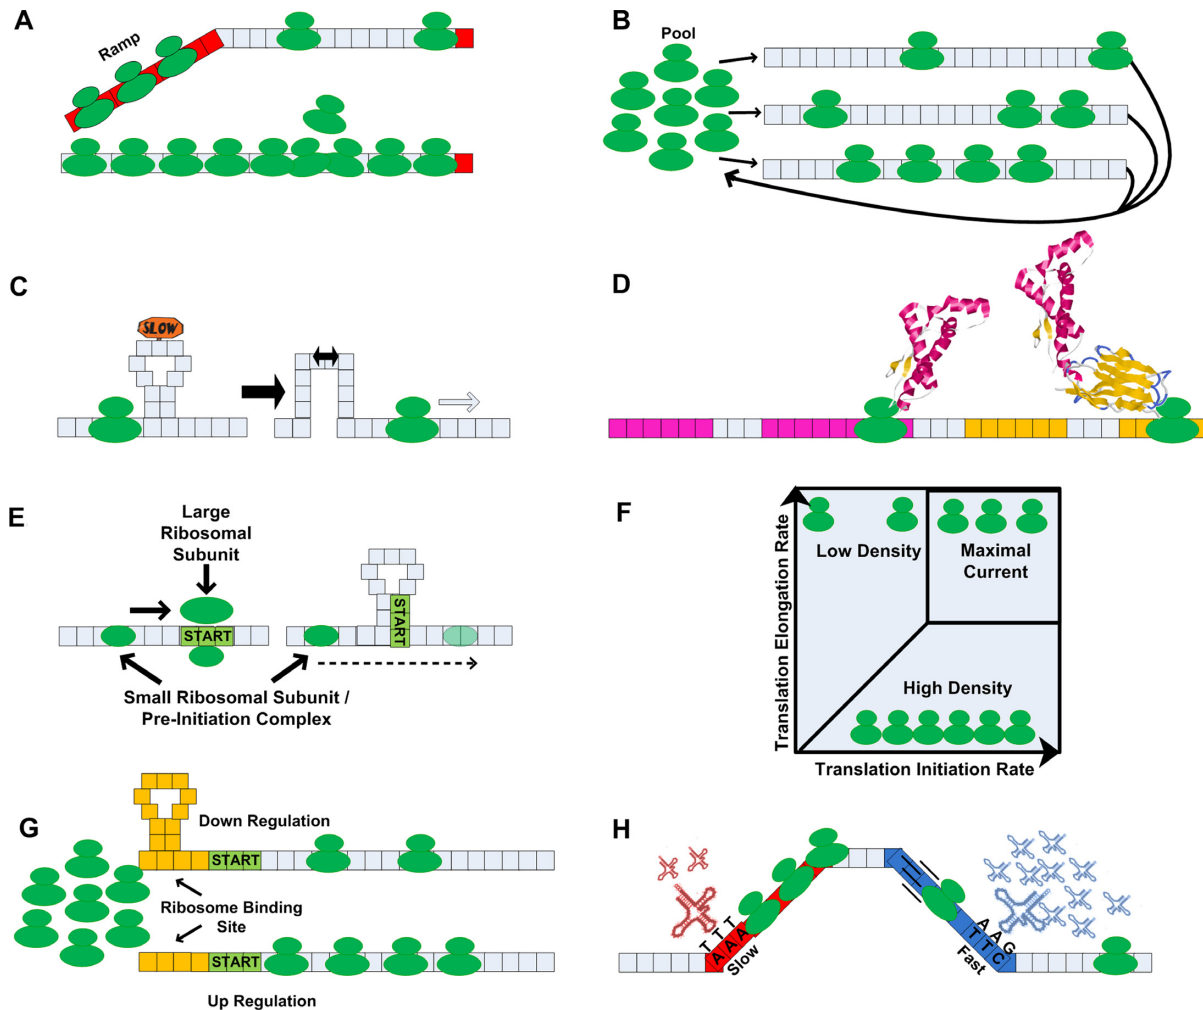 A
Ramp
B
Pool
C
SLOW
D
E
Large
Ribosomal
Subunit
START
START
Small Ribosomal Subunit /
Pre-Initiation Complex
F
Translation Elongation Rate
Low Density
Maximal
Current
High Density
Translation Initiation Rate
G
Down Regulation
START
Ribosome Binding
Site
START
Up Regulation
H
T T T
A A A
Slow
A A G
T T C
Fast